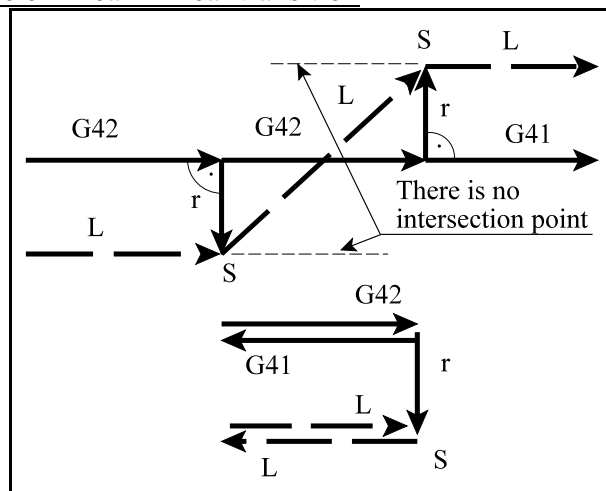 S
L
L
G42
G42
r
G41
r
There is no
intersection point
L
S
G42
G41
r
L
S
L